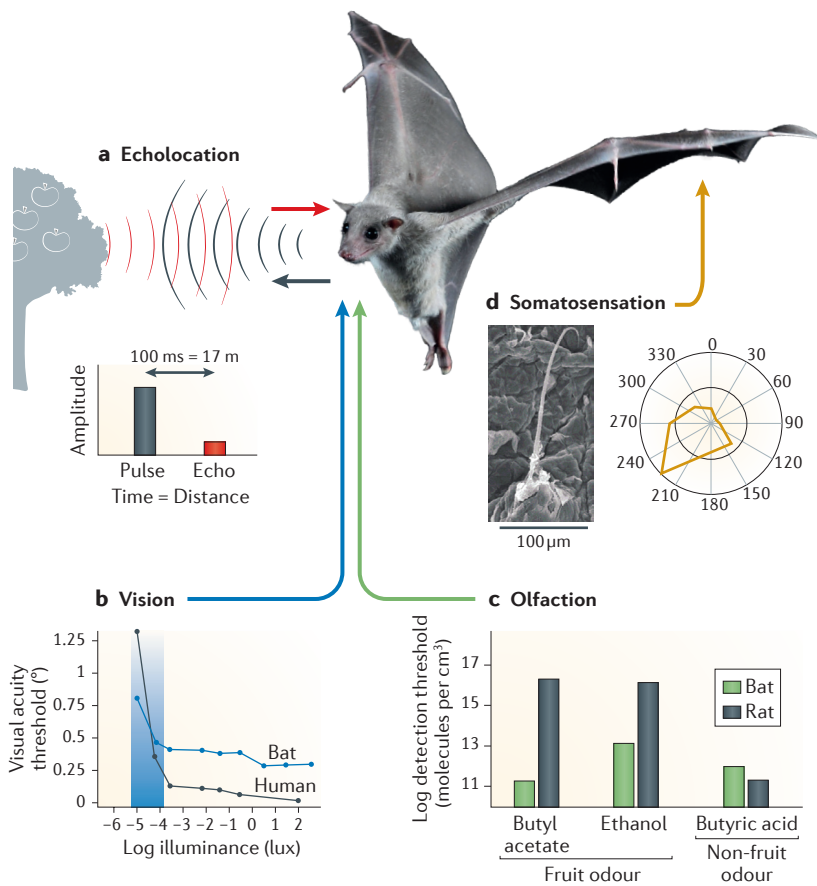 a Echolocation
100 ms = 17 m
Amplitude
Pulse
Echo
Time = Distance
d Somatosensation
0
30
60
90
120
150
180
210
240
270
300
330
100 µm
b Vision
Visual acuity
threshold (°)
1.25
1
0.75
0.5
0.25
0
Bat
Human
−6 −5 −4 −3 −2 −1 0 1 2
Log illuminance (lux)
c Olfaction
Log detection threshold
(molecules per cm³)
17
15
13
11
Bat
Rat
Butyl
acetate
Ethanol
Butyric acid
Fruit odour
Non-fruit
odour